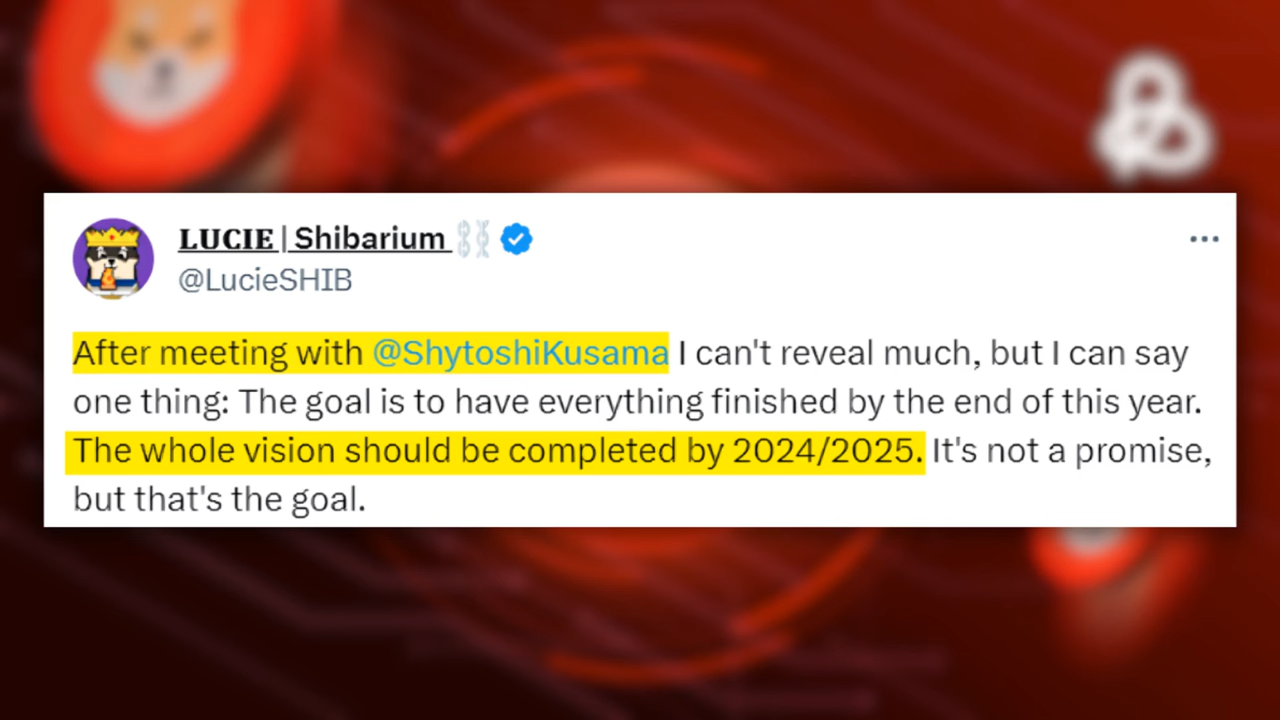 LUCIE | Shibarium ⛓⛓
@LucieSHIB
After meeting with @ShytoshiKusama I can't reveal much, but I can say
one thing: The goal is to have everything finished by the end of this year.
The whole vision should be completed by 2024/2025. It's not a promise,
but that's the goal.